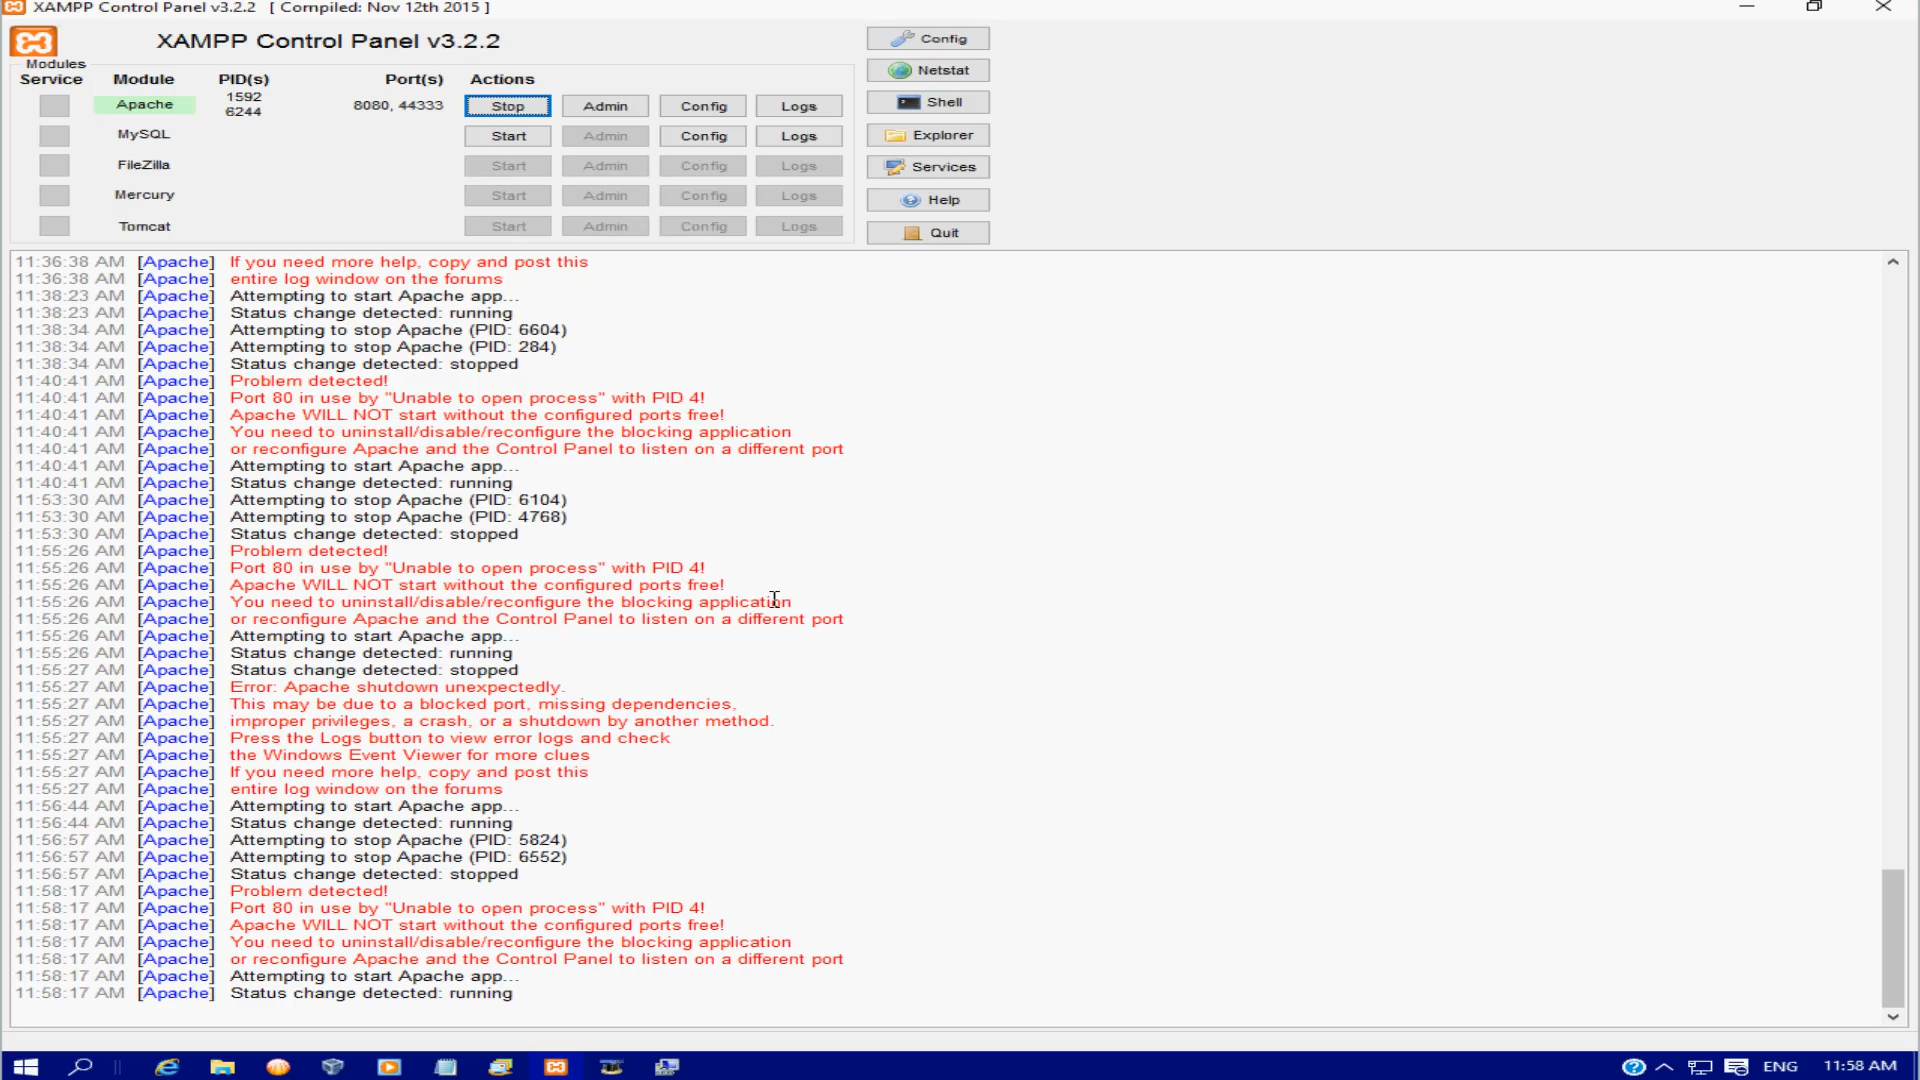 XAMPP Control Panel v3.2.2 [ Compiled: Nov 12th 2015 ]
XAMPP Control Panel v3.2.2
Config
Modules
Service Module PID(s) Port(s) Actions
Netstat
Apache 1592 6244 8080, 44333 Stop Admin Config Logs
Shell
MySQL Start Admin Config Logs
Explorer
FileZilla Start Admin Config Logs
Services
Mercury Start Admin Config Logs
Help
Tomcat Start Admin Config Logs
Quit
11:36:38 AM [Apache] If you need more help, copy and post this
11:36:38 AM [Apache] entire log window on the forums
11:38:23 AM [Apache] Attempting to start Apache app...
11:38:23 AM [Apache] Status change detected: running
11:38:34 AM [Apache] Attempting to stop Apache (PID: 6604)
11:38:34 AM [Apache] Attempting to stop Apache (PID: 284)
11:38:34 AM [Apache] Status change detected: stopped
11:40:41 AM [Apache] Problem detected!
11:40:41 AM [Apache] Port 80 in use by "Unable to open process" with PID 4!
11:40:41 AM [Apache] Apache WILL NOT start without the configured ports free!
11:40:41 AM [Apache] You need to uninstall/disable/reconfigure the blocking application
11:40:41 AM [Apache] or reconfigure Apache and the Control Panel to listen on a different port
11:40:41 AM [Apache] Attempting to start Apache app...
11:40:41 AM [Apache] Status change detected: running
11:53:30 AM [Apache] Attempting to stop Apache (PID: 6104)
11:53:30 AM [Apache] Attempting to stop Apache (PID: 4768)
11:53:30 AM [Apache] Status change detected: stopped
11:55:26 AM [Apache] Problem detected!
11:55:26 AM [Apache] Port 80 in use by "Unable to open process" with PID 4!
11:55:26 AM [Apache] Apache WILL NOT start without the configured ports free!
11:55:26 AM [Apache] You need to uninstall/disable/reconfigure the blocking application
11:55:26 AM [Apache] or reconfigure Apache and the Control Panel to listen on a different port
11:55:26 AM [Apache] Attempting to start Apache app...
11:55:26 AM [Apache] Status change detected: running
11:55:27 AM [Apache] Status change detected: stopped
11:55:27 AM [Apache] Error: Apache shutdown unexpectedly.
11:55:27 AM [Apache] This may be due to a blocked port, missing dependencies,
11:55:27 AM [Apache] improper privileges, a crash, or a shutdown by another method.
11:55:27 AM [Apache] Press the Logs button to view error logs and check
11:55:27 AM [Apache] the Windows Event Viewer for more clues
11:55:27 AM [Apache] If you need more help, copy and post this
11:55:27 AM [Apache] entire log window on the forums
11:56:44 AM [Apache] Attempting to start Apache app...
11:56:44 AM [Apache] Status change detected: running
11:56:57 AM [Apache] Attempting to stop Apache (PID: 5824)
11:56:57 AM [Apache] Attempting to stop Apache (PID: 6552)
11:56:57 AM [Apache] Status change detected: stopped
11:58:17 AM [Apache] Problem detected!
11:58:17 AM [Apache] Port 80 in use by "Unable to open process" with PID 4!
11:58:17 AM [Apache] Apache WILL NOT start without the configured ports free!
11:58:17 AM [Apache] You need to uninstall/disable/reconfigure the blocking application
11:58:17 AM [Apache] or reconfigure Apache and the Control Panel to listen on a different port
11:58:17 AM [Apache] Attempting to start Apache app...
11:58:17 AM [Apache] Status change detected: running
ENG 11:58 AM